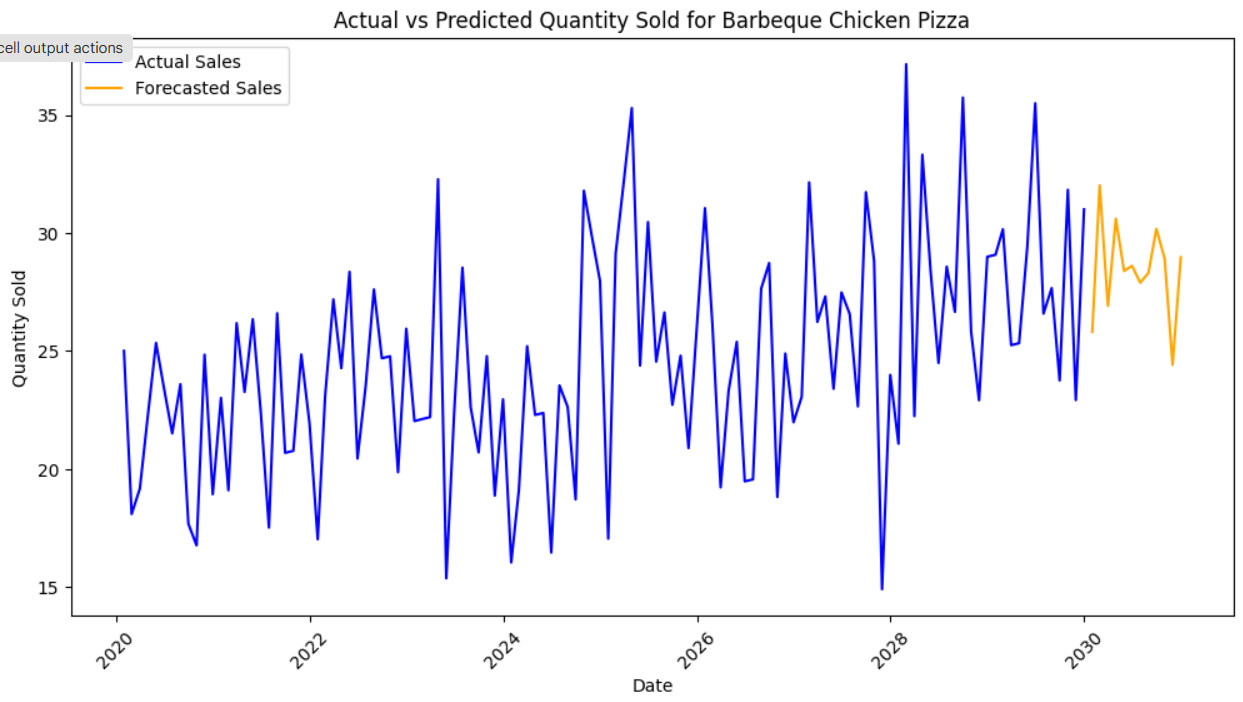 Actual vs Predicted Quantity Sold for Barbeque Chicken Pizza
cell output actions
Actual Sales
Forecasted Sales
Quantity Sold
35
30
25
20
15
2020
2022
2024
2026
2028
2030
Date